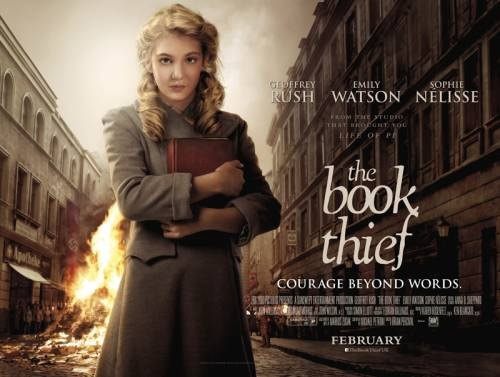 GEOFFREY EMILY SOPHIE
RUSH WATSON NÉLISSE
FROM THE STUDIO
THAT BROUGHT YOU
LIFE OF PI
the
book
thief
COURAGE BEYOND WORDS.
FEBRUARY
Apotheke